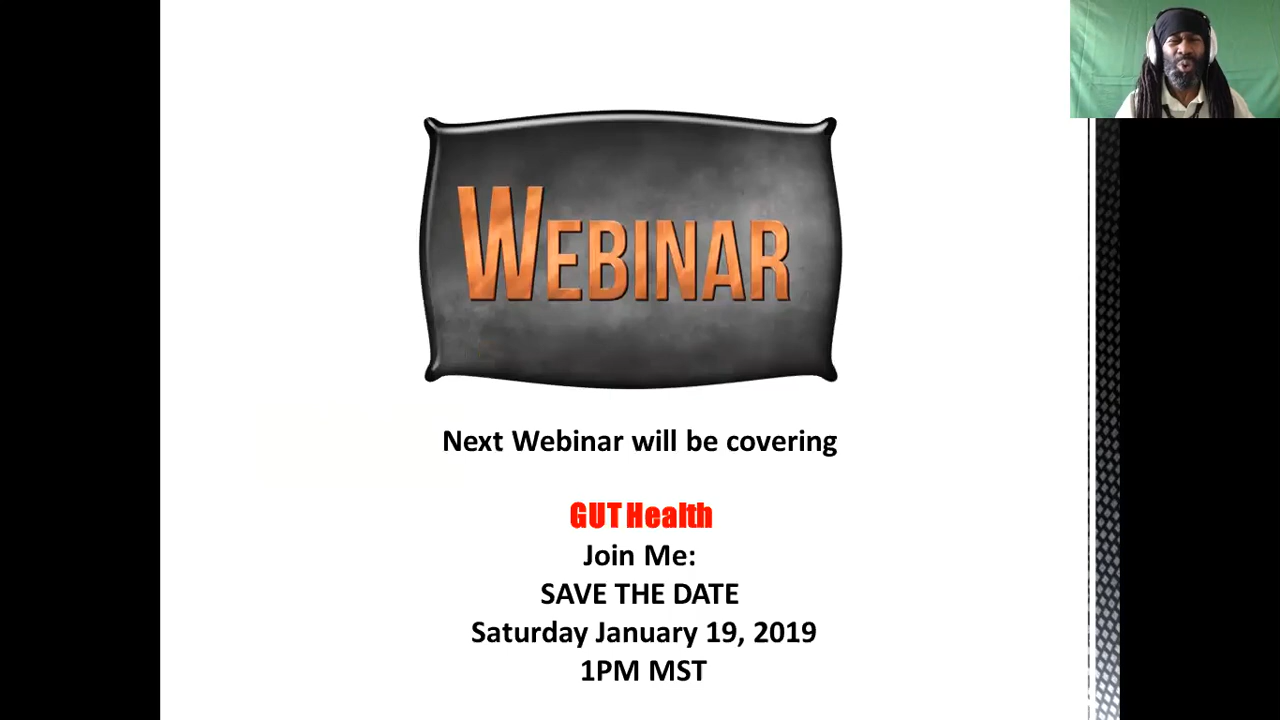 WEBINAR
Next Webinar will be covering
GUT Health
Join Me:
SAVE THE DATE
Saturday January 19, 2019
1PM MST